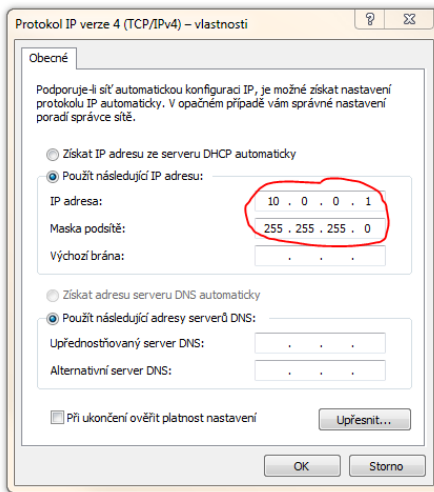 Protokol IP verze 4 (TCP/IPv4) – vlastnosti
Obecné
Podporuje-li síť automatickou konfiguraci IP, je možné získat nastavení
protokolu IP automaticky. V opačném případě vám správné nastavení
poradí správce sítě.
Získat IP adresu ze serveru DHCP automaticky
Použít následující IP adresu:
IP adresa: 10 . 0 . 0 . 1
Maska podsítě: 255 . 255 . 255 . 0
Výchozí brána: . . .
Získat adresu serveru DNS automaticky
Použít následující adresy serverů DNS:
Upřednostňovaný server DNS: . . .
Alternativní server DNS: . . .
Při ukončení ověřit platnost nastavení
Upřesnit...
OK Storno